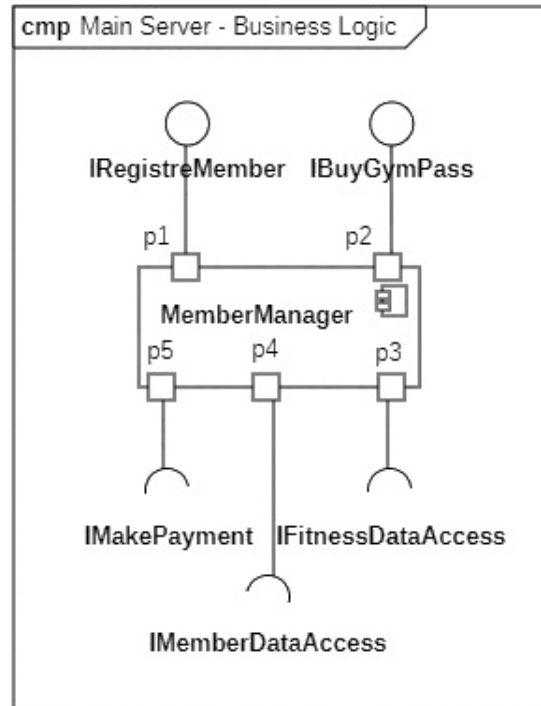 cmp Main Server - Business Logic
IRegistreMember IBuyGymPass
p1 p2
MemberManager
p5 p4 p3
IMakePayment IFitnessDataAccess
IMemberDataAccess